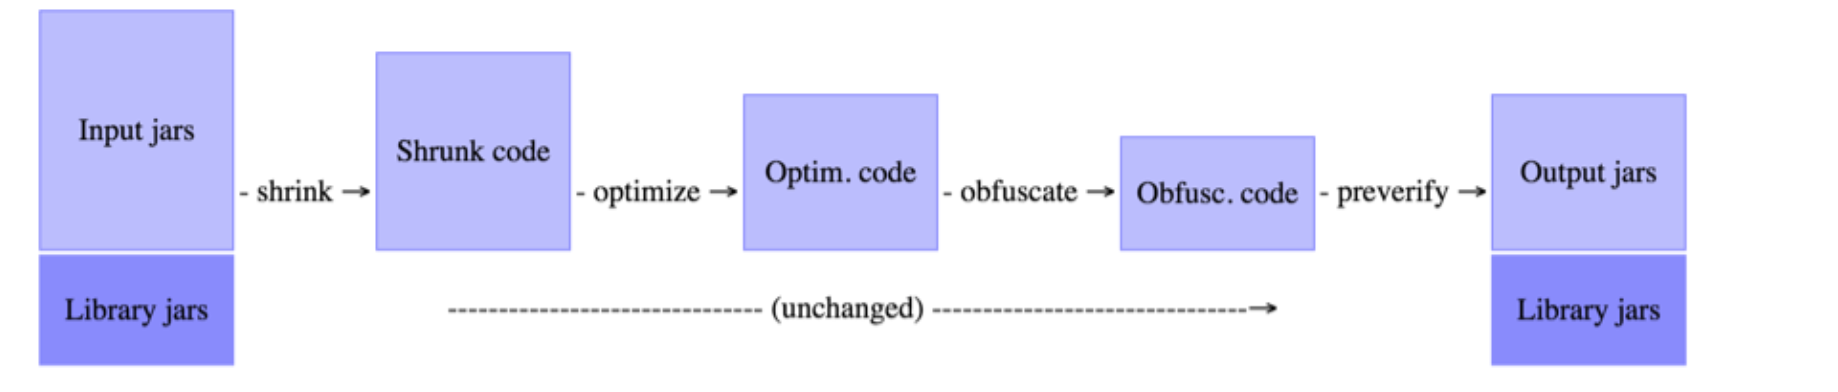 Input jars
- shrink →
Shrunk code
- optimize →
Optim. code
- obfuscate →
Obfusc. code
- preverify →
Output jars
Library jars
------------------------------ (unchanged) ------------------------------→
Library jars